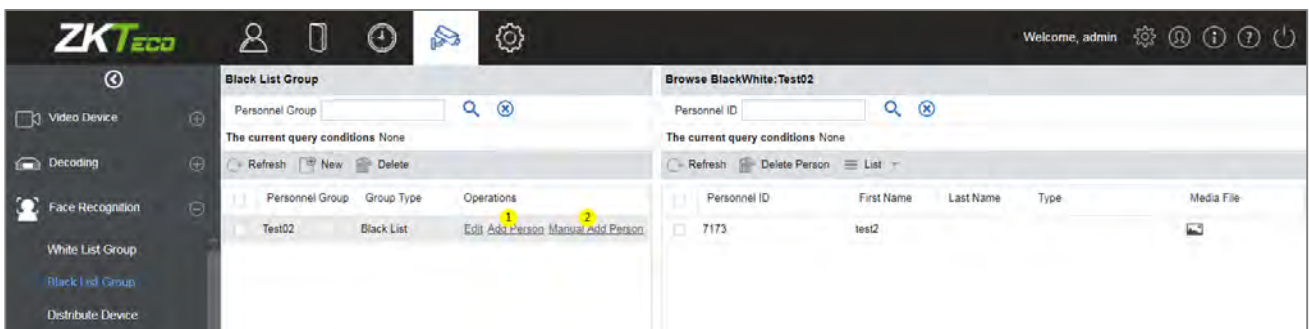 ZKTeco
Welcome, admin
Black List Group
Browse BlackWhite:Test02
Video Device
Personnel Group
Personnel ID
The current query conditions None
The current query conditions None
Decoding
Refresh New Delete
Refresh Delete Person List
Face Recognition
Personnel Group Group Type Operations
Personnel ID First Name Last Name Type Media File
1 2
Test02 Black List Edit Add Person Manual Add Person
7173 test2
White List Group
Black List Group
Distribute Device